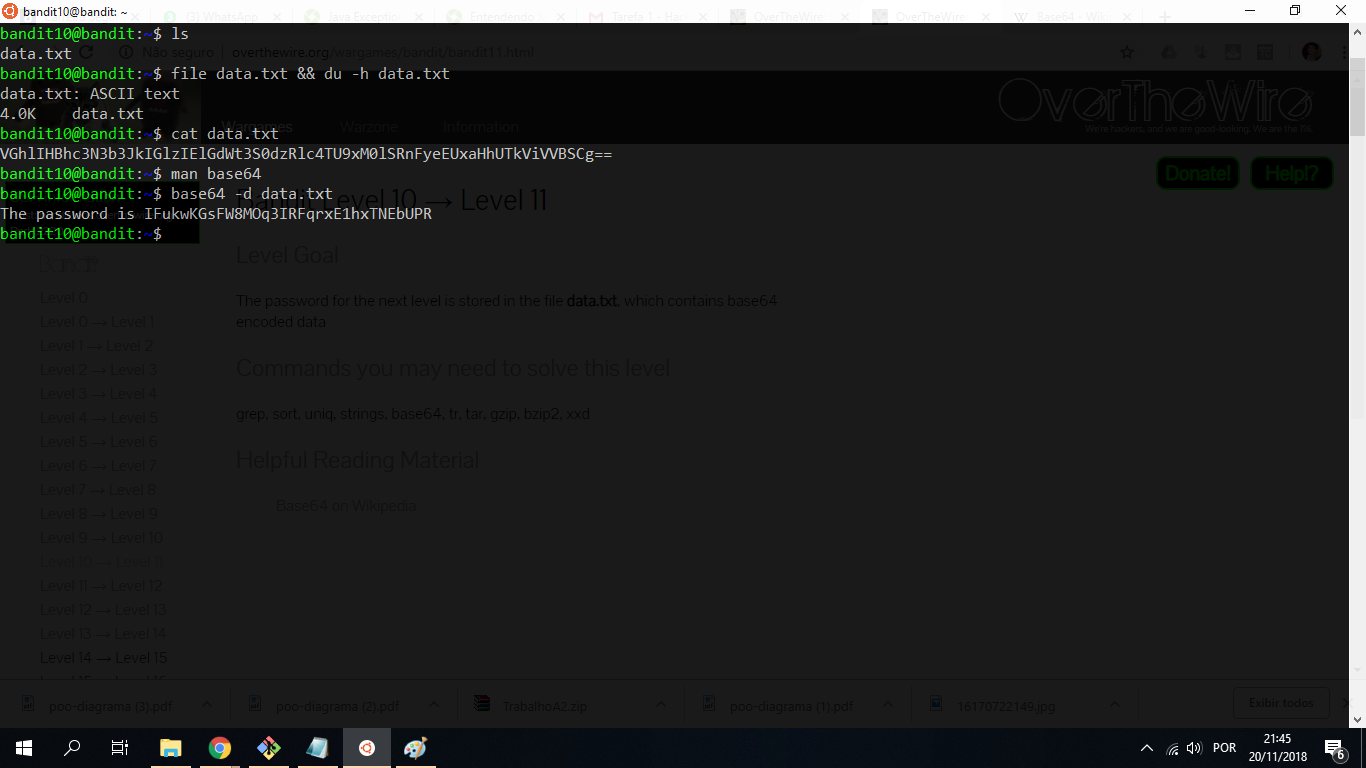 bandit10@bandit: ~
(3) WhatsApp
Java Exception
Entendendo
Tarefa 1 - Ha
OverTheWire
OverTheWire
Base64 - Wi
bandit10@bandit:~$ ls
data.txt
Não seguro | overthewire.org/wargames/bandit/bandit11.html
bandit10@bandit:~$ file data.txt && du -h data.txt
data.txt: ASCII text
4.0K    data.txt
OverTheWire
We're hackers, and we are good-looking. We are the 1%.
Wargames
Warzone
Information
bandit10@bandit:~$ cat data.txt
VGhlIHBhc3N3b3JkIGlzIElGdWt3S0dzRlc4TU9xM0lSRnFyeEUxaHhUTkViVVBSCg==
bandit10@bandit:~$ man base64
bandit10@bandit:~$ base64 -d data.txt
The password is IFukwKGsFW8MOq3IRFqrxE1hxTNEbUPR
bandit10@bandit:~$
Donate!
Help!?
Bandit Level 10 → Level 11
Level Goal
The password for the next level is stored in the file data.txt, which contains base64
encoded data
Commands you may need to solve this level
grep, sort, uniq, strings, base64, tr, tar, gzip, bzip2, xxd
Helpful Reading Material
Base64 on Wikipedia
Bandit
Level 0
Level 0 → Level 1
Level 1 → Level 2
Level 2 → Level 3
Level 3 → Level 4
Level 4 → Level 5
Level 5 → Level 6
Level 6 → Level 7
Level 7 → Level 8
Level 8 → Level 9
Level 9 → Level 10
Level 10 → Level 11
Level 11 → Level 12
Level 12 → Level 13
Level 13 → Level 14
Level 14 → Level 15
poo-diagrama (3).pdf
poo-diagrama (2).pdf
TrabalhoA2.zip
poo-diagrama (1).pdf
16170722149.jpg
Exibir todos
POR
21:45
20/11/2018
6